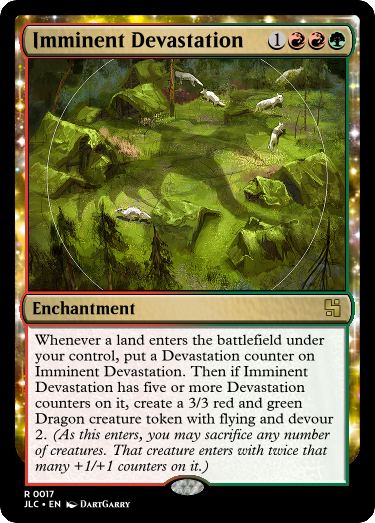 Imminent Devastation 1
Enchantment
Whenever a land enters the battlefield under
your control, put a Devastation counter on
Imminent Devastation. Then if Imminent
Devastation has five or more Devastation
counters on it, create a 3/3 red and green
Dragon creature token with flying and devour
2. (As this enters, you may sacrifice any number
of creatures. That creature enters with twice that
many +1/+1 counters on it.)
R 0017
JLC • EN DartGarry